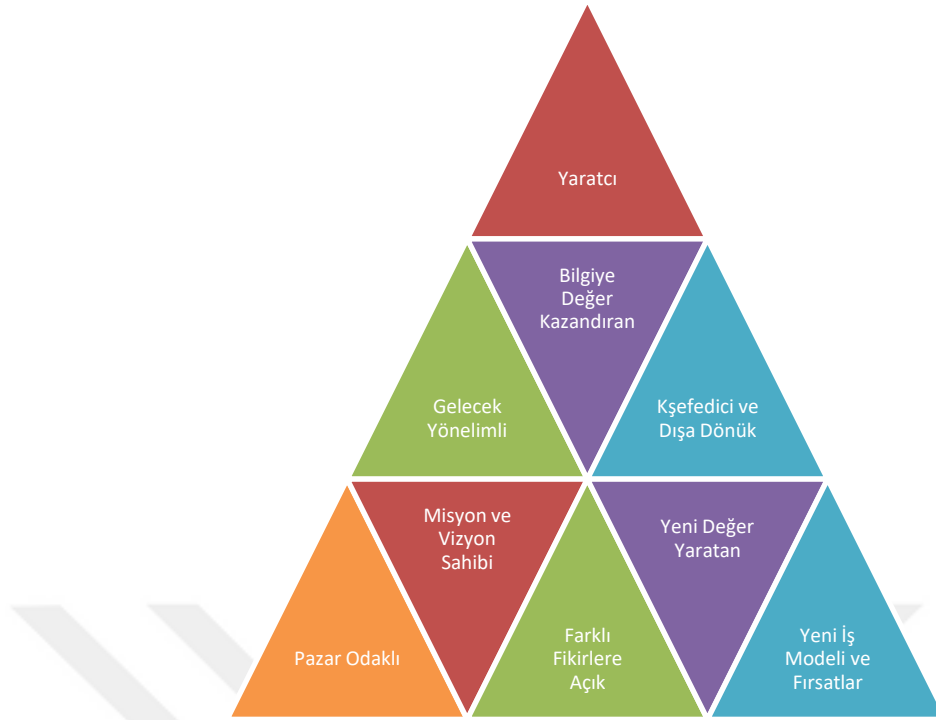 Yaratcı
Bilgiye
Değer
Kazandıran
Gelecek
Yönelimli
Kşefedici ve
Dışa Dönük
Misyon ve
Vizyon
Sahibi
Yeni Değer
Yaratan
Pazar Odaklı
Farklı
Fikirlere
Açık
Yeni İş
Modeli ve
Fırsatlar